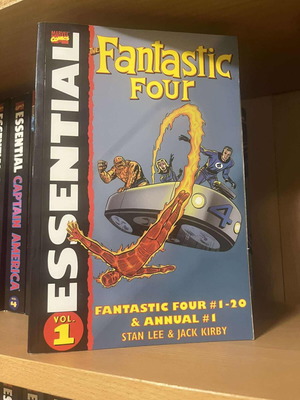 MARVEL
COMICS
ESSENTIAL
The
FANTASTIC
FOUR
4
VOL.
1
FANTASTIC FOUR #1-20
& ANNUAL #1
STAN LEE & JACK KIRBY
ESSENTIAL CAPTAIN AMERICA